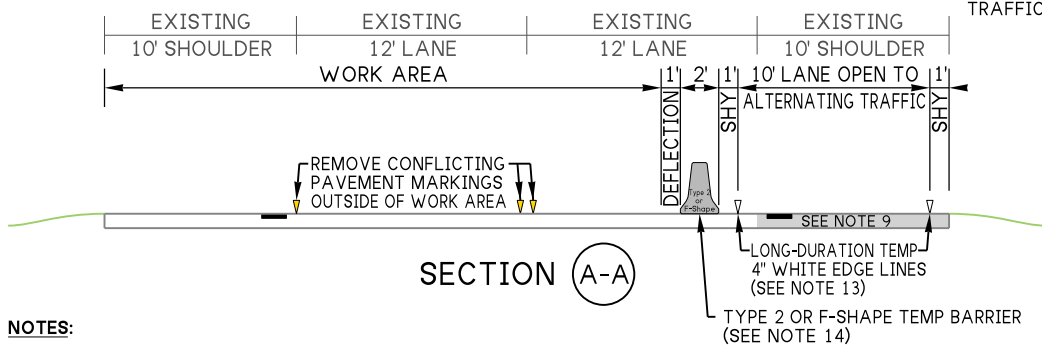 TRAFFIC
EXISTING EXISTING EXISTING EXISTING
10' SHOULDER 12' LANE 12' LANE 10' SHOULDER
WORK AREA 1' 2' 1' 10' LANE OPEN TO 1'
ALTERNATING TRAFFIC
DEFLECTION
SHY
SHY
REMOVE CONFLICTING
PAVEMENT MARKINGS
OUTSIDE OF WORK AREA
Type 2
or
F-Shape
SEE NOTE 9
LONG-DURATION TEMP
4" WHITE EDGE LINES
(SEE NOTE 13)
SECTION A-A
TYPE 2 OR F-SHAPE TEMP BARRIER
(SEE NOTE 14)
NOTES: